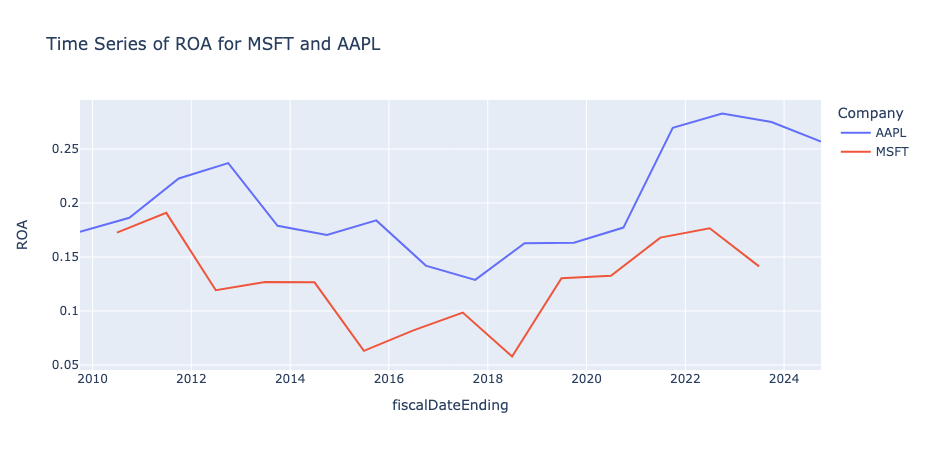 Time Series of ROA for MSFT and AAPL
Company
AAPL
MSFT
ROA
0.25
0.2
0.15
0.1
0.05
2010 2012 2014 2016 2018 2020 2022 2024
fiscalDateEnding